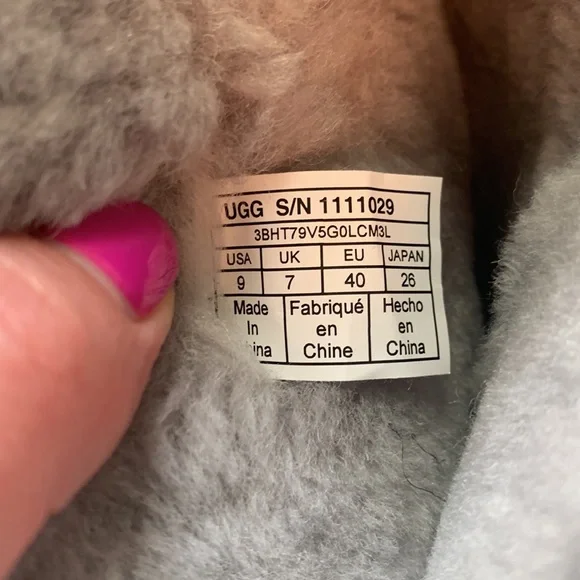 UGG S/N 1111029
3BHT79V5G0LCM3L
USA UK EU JAPAN
9 7 40 26
Made Fabriqué Hecho
In en en
ina Chine China